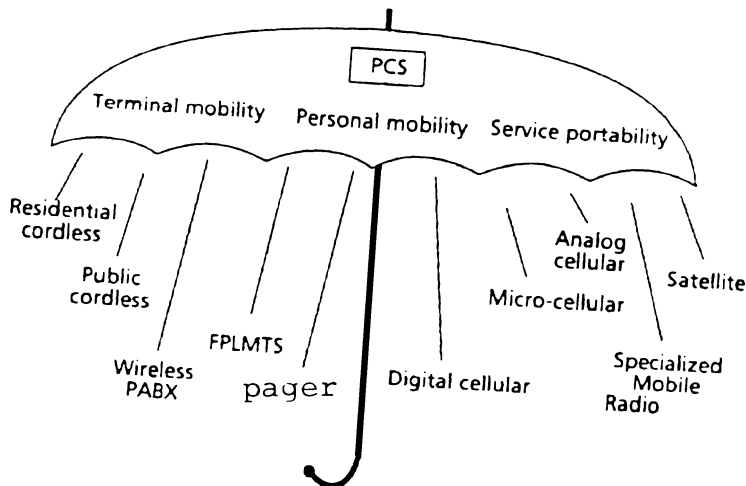 PCS
Terminal mobility
Personal mobility
Service portability
Residential
cordless
Public
cordless
Wireless
PABX
FPLMTS
pager
Digital cellular
Micro-cellular
Analog
cellular
Specialized
Mobile
Radio
Satellite